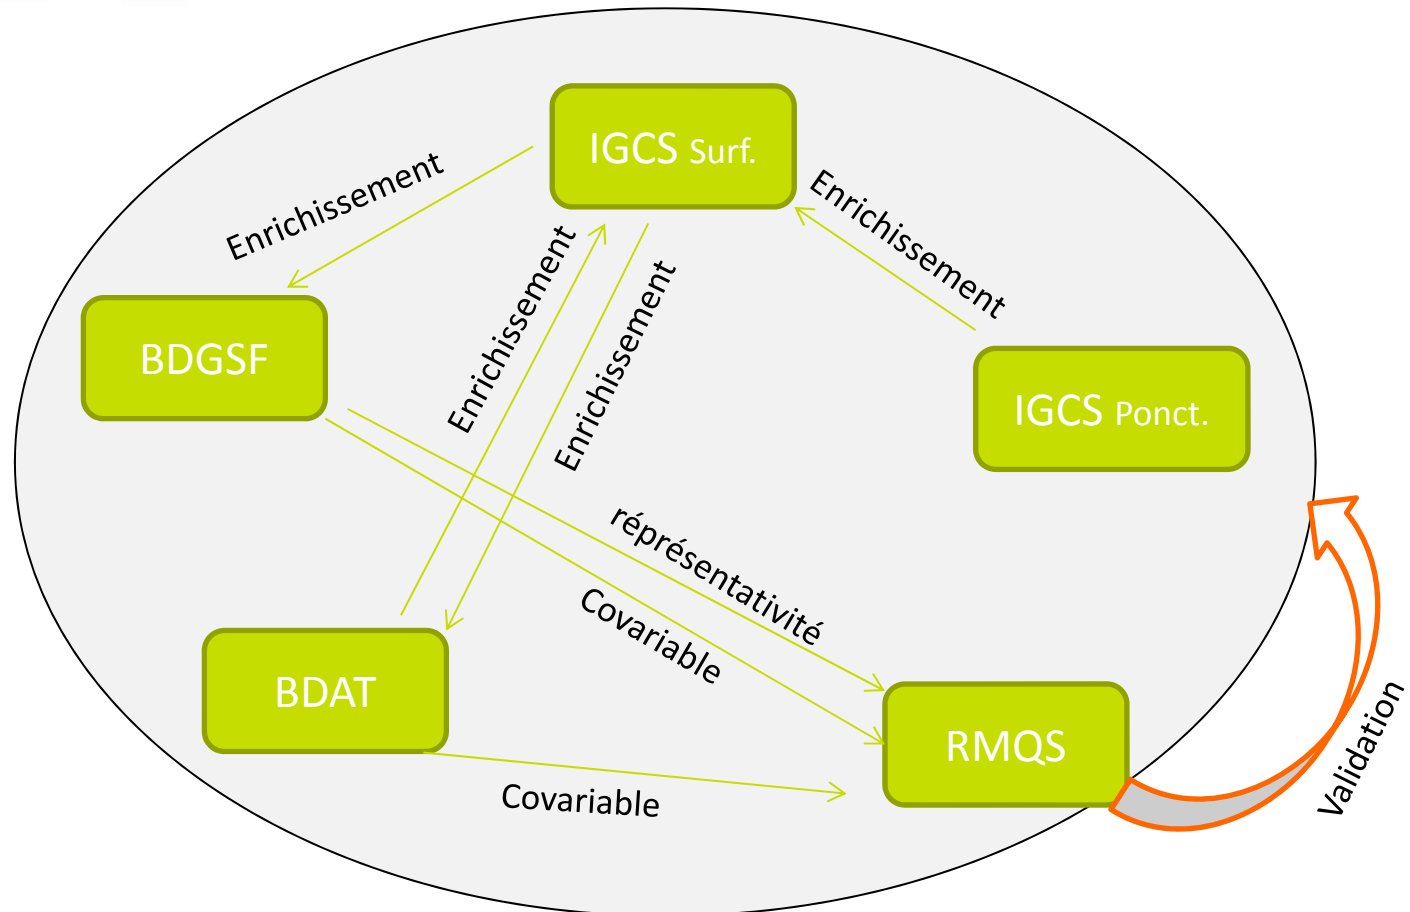 IGCS Surf.
Enrichissement
Enrichissement
Enrichissement
Enrichissement
BDGSF
IGCS Ponct.
réprésentativité
Covariable
BDAT
RMQS
Covariable
Validation